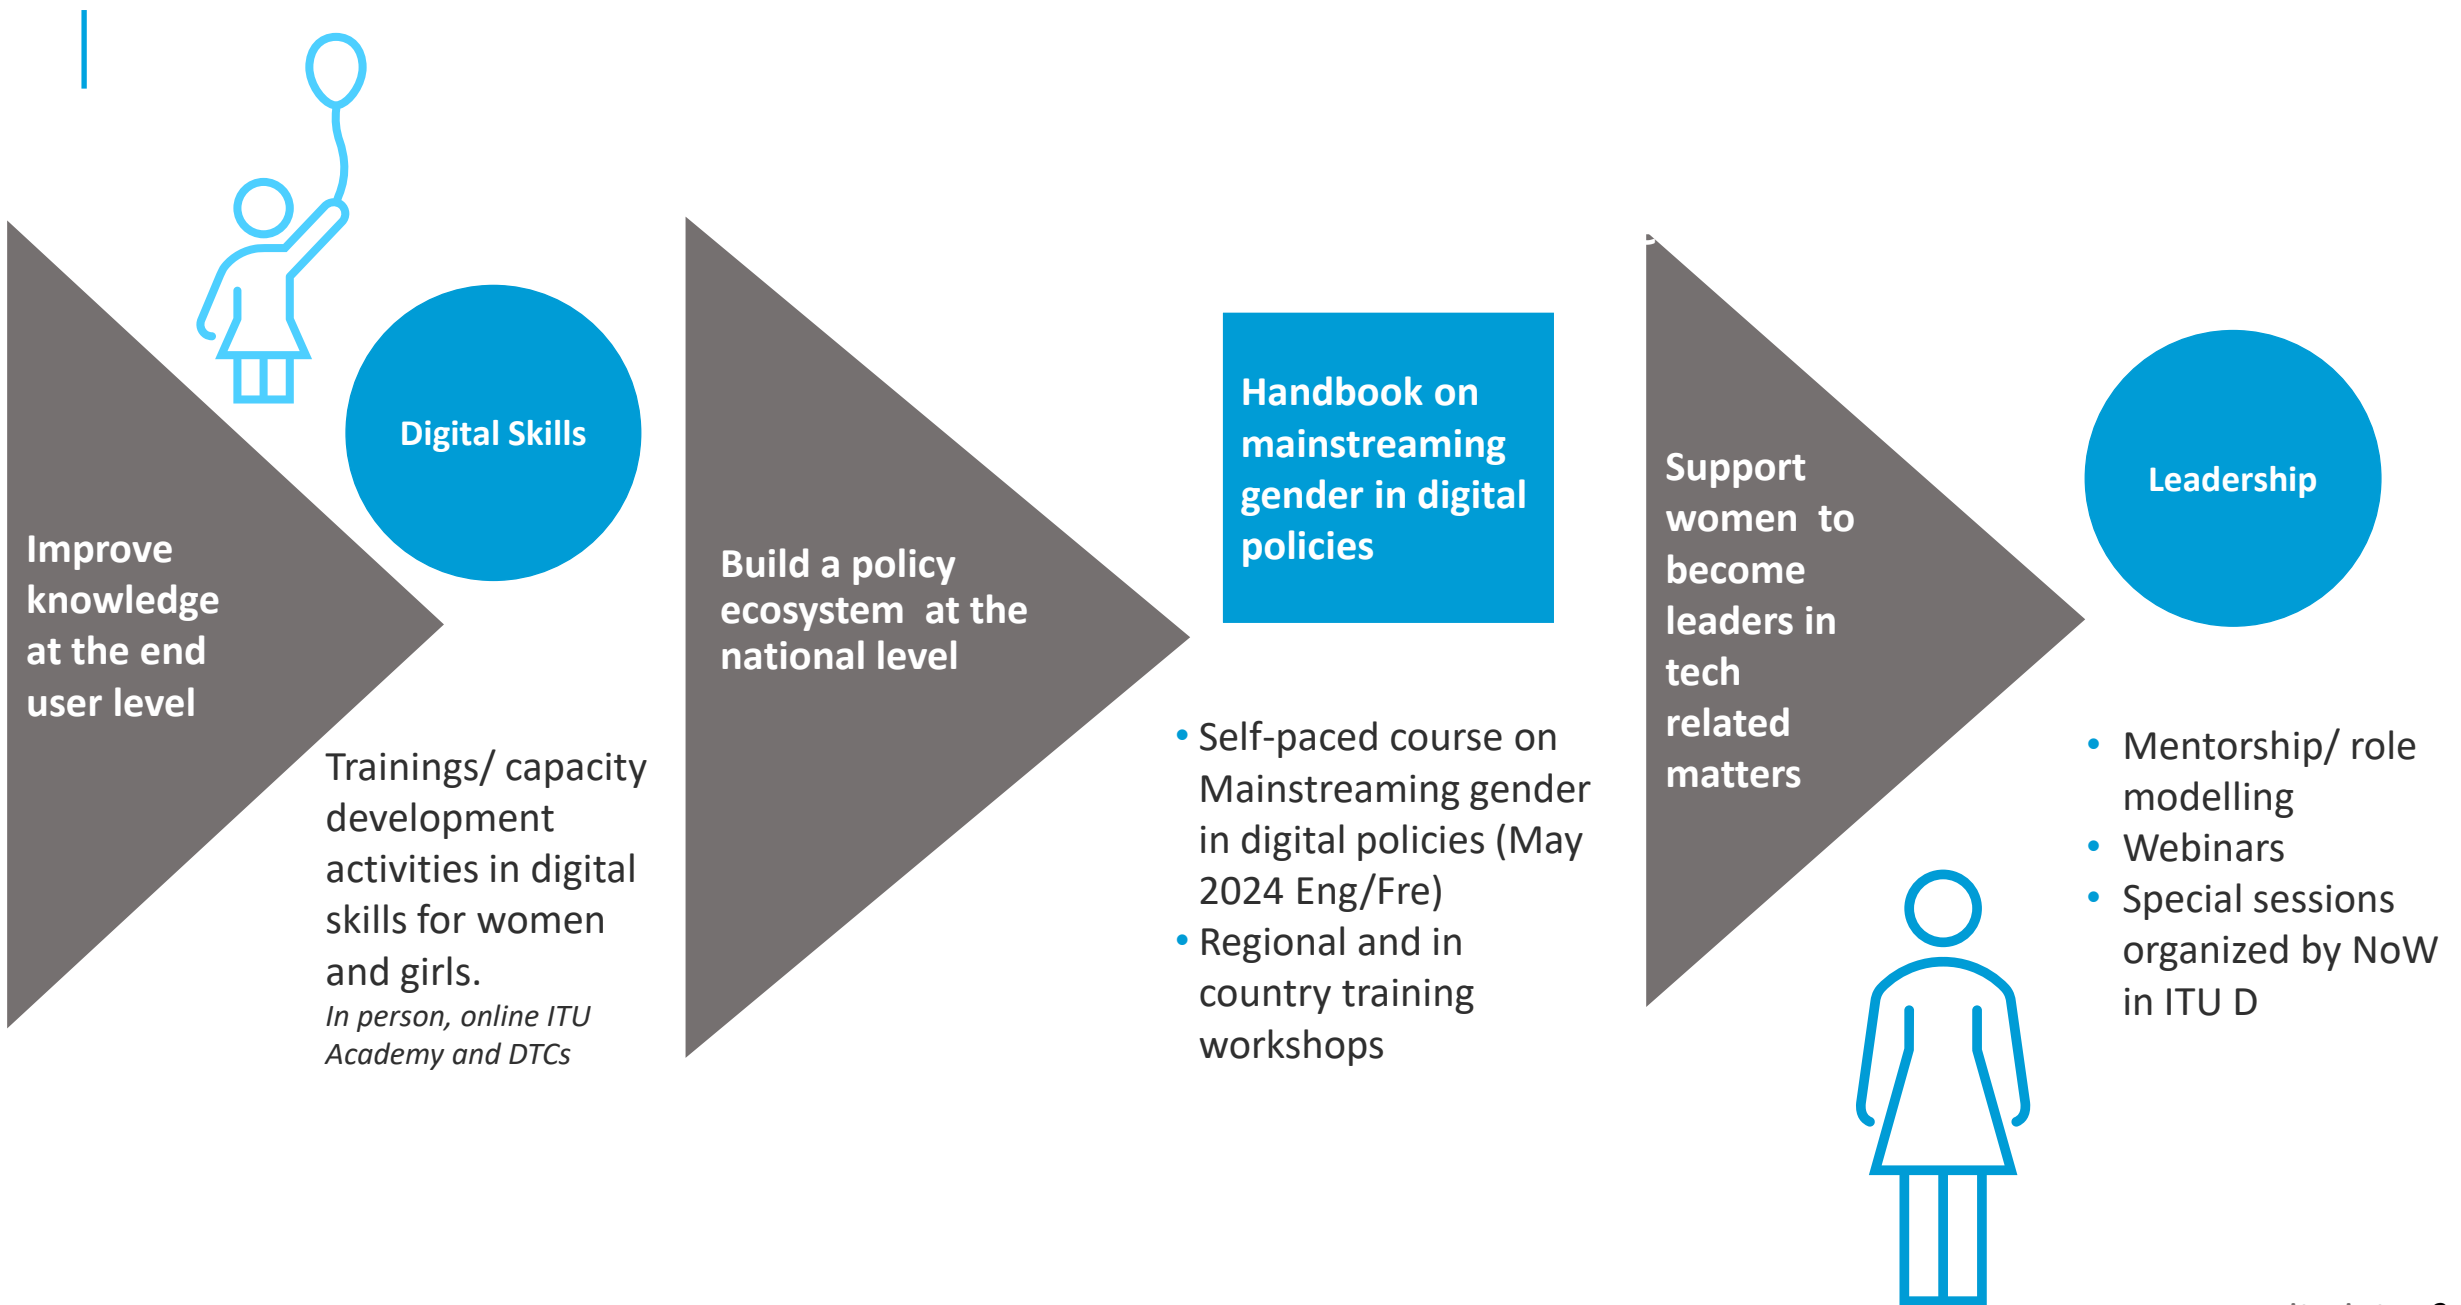 Improve
knowledge
at the end
user level
Digital Skills
Trainings/ capacity
development
activities in digital
skills for women
and girls.
In person, online ITU
Academy and DTCs
Build a policy
ecosystem at the
national level
Handbook on
mainstreaming
gender in digital
policies
• Self-paced course on
Mainstreaming gender
in digital policies (May
2024 Eng/Fre)
• Regional and in
country training
workshops
Support
women to
become
leaders in
tech
related
matters
Leadership
• Mentorship/ role
modelling
• Webinars
• Special sessions
organized by NoW
in ITU D